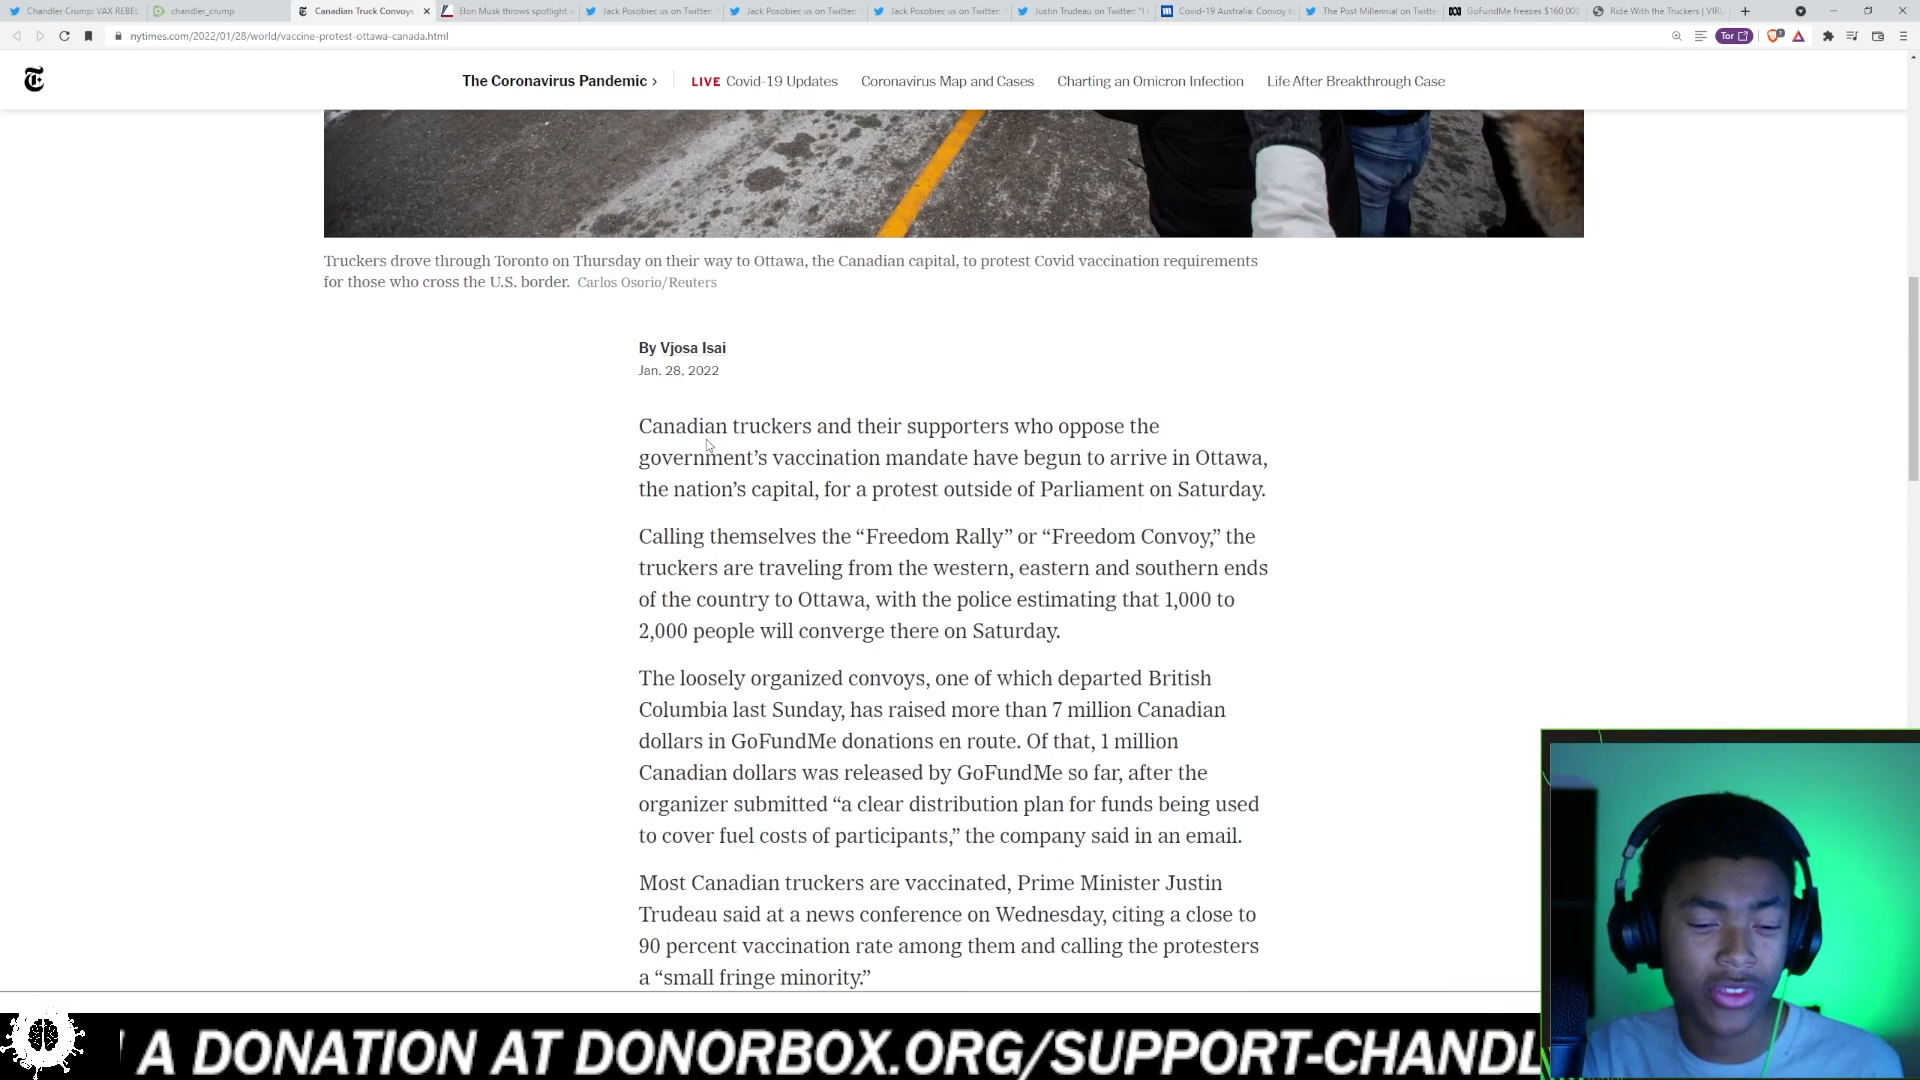 Chandler Crump: VAX REBEL
chandler_crump
Canadian Truck Convoys
Elon Musk throws spotlight o
Jack Posobiec us on Twitter: "
Jack Posobiec us on Twitter: "
Jack Posobiec us on Twitter: "
Justin Trudeau on Twitter: "I
Covid-19 Australia: Convoy t
The Post Millennial on Twitte
GoFundMe freezes $160,000
Ride With the Truckers | VIRU
nytimes.com/2022/01/28/world/vaccine-protest-ottawa-canada.html
Tor
The Coronavirus Pandemic ›
LIVE Covid-19 Updates
Coronavirus Map and Cases
Charting an Omicron Infection
Life After Breakthrough Case
Truckers drove through Toronto on Thursday on their way to Ottawa, the Canadian capital, to protest Covid vaccination requirements
for those who cross the U.S. border. Carlos Osorio/Reuters
By Vjosa Isai
Jan. 28, 2022
Canadian truckers and their supporters who oppose the
government’s vaccination mandate have begun to arrive in Ottawa,
the nation’s capital, for a protest outside of Parliament on Saturday.
Calling themselves the “Freedom Rally” or “Freedom Convoy,” the
truckers are traveling from the western, eastern and southern ends
of the country to Ottawa, with the police estimating that 1,000 to
2,000 people will converge there on Saturday.
The loosely organized convoys, one of which departed British
Columbia last Sunday, has raised more than 7 million Canadian
dollars in GoFundMe donations en route. Of that, 1 million
Canadian dollars was released by GoFundMe so far, after the
organizer submitted “a clear distribution plan for funds being used
to cover fuel costs of participants,” the company said in an email.
Most Canadian truckers are vaccinated, Prime Minister Justin
Trudeau said at a news conference on Wednesday, citing a close to
90 percent vaccination rate among them and calling the protesters
a “small fringe minority.”
A DONATION AT DONORBOX.ORG/SUPPORT-CHANDL